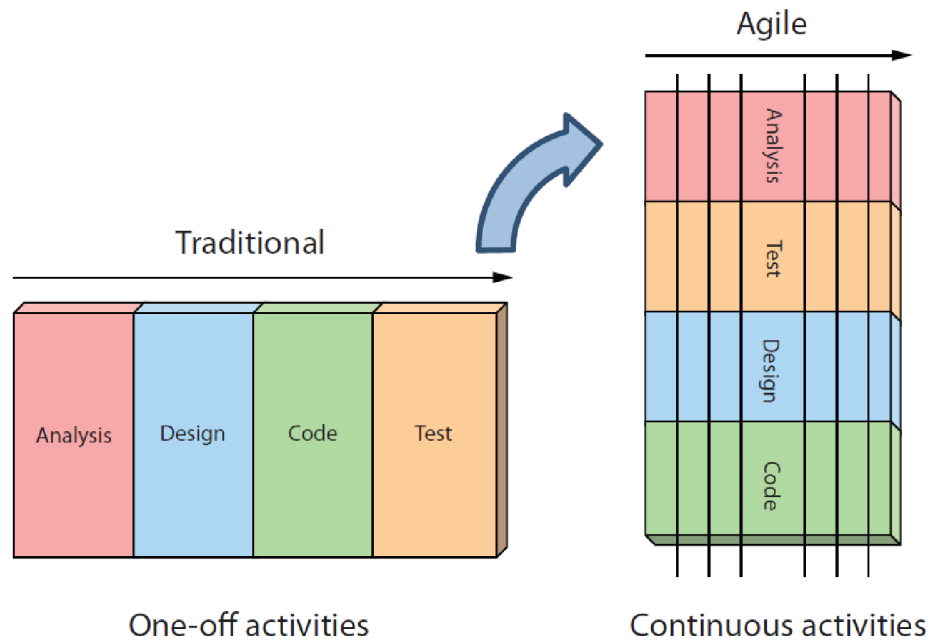 Agile
Analysis
Test
Design
Code
Traditional
Analysis
Design
Code
Test
One-off activities
Continuous activities